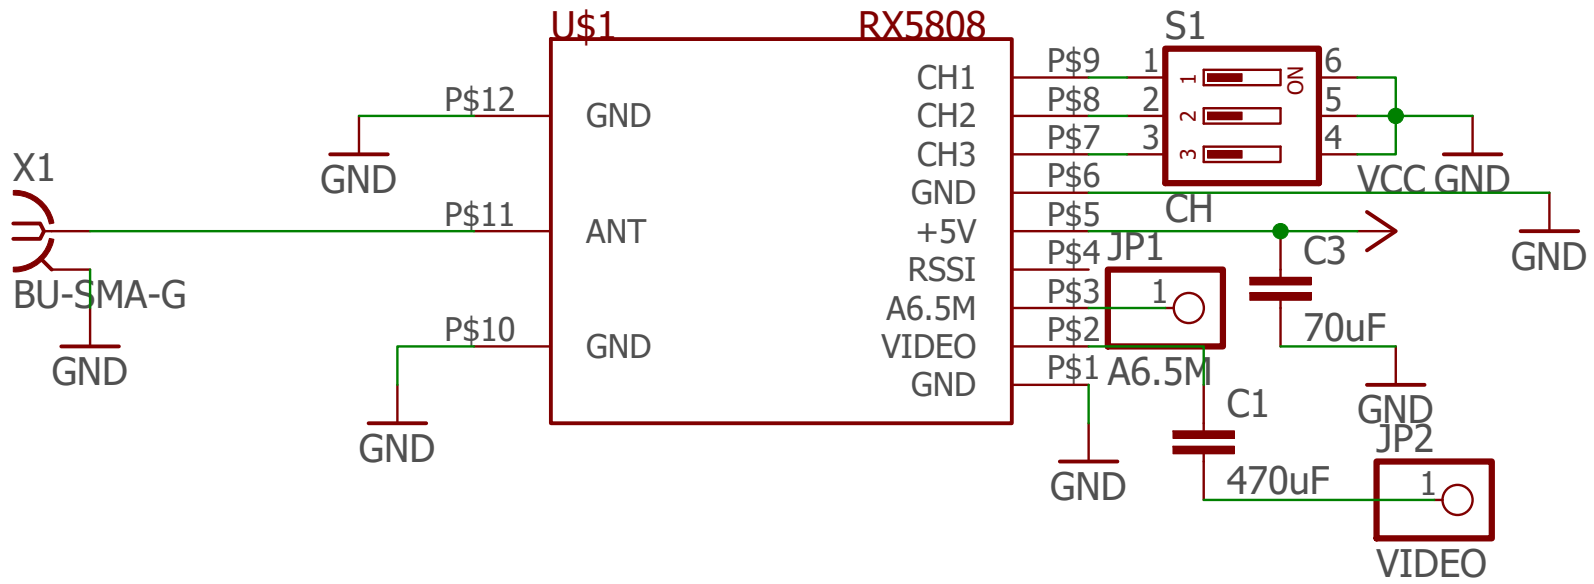 U$1 RX5808 S1
P$12 GND CH1 P$9 1 1 ON 6
CH2 P$8 2 2 5
CH3 P$7 3 3 4
GND
X1
P$11 ANT GND P$6 CH VCC GND
+5V P$5 GND
RSSI P$4 JP1 C3
BU-SMA-G A6.5M P$3 1 70uF
GND P$10 GND VIDEO P$2
GND P$1 A6.5M C1 GND
GND JP2
GND 470uF 1
VIDEO